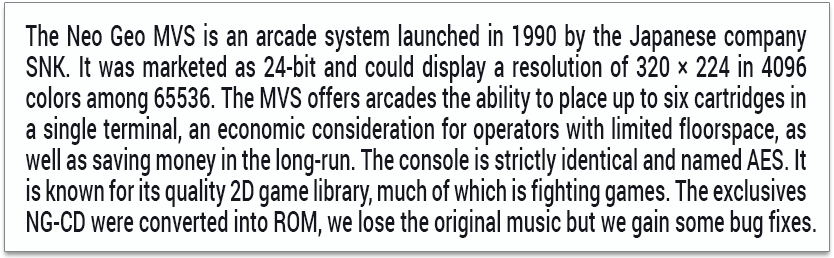 The Neo Geo MVS is an arcade system launched in 1990 by the Japanese company
SNK. It was marketed as 24-bit and could display a resolution of 320 × 224 in 4096
colors among 65536. The MVS offers arcades the ability to place up to six cartridges in
a single terminal, an economic consideration for operators with limited floorspace, as
well as saving money in the long-run. The console is strictly identical and named AES. It
is known for its quality 2D game library, much of which is fighting games. The exclusives
NG-CD were converted into ROM, we lose the original music but we gain some bug fixes.